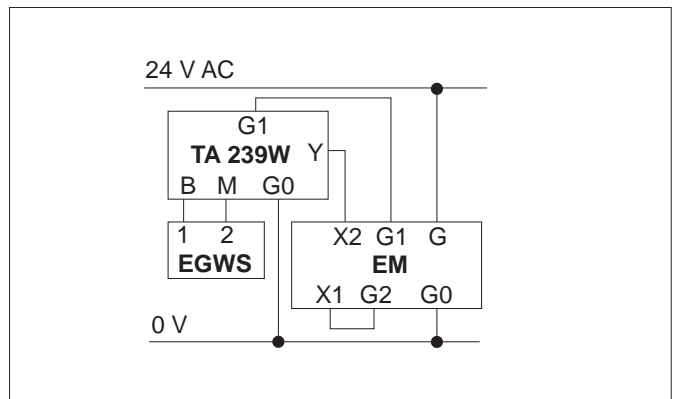 24 V AC
G1
TA 239W Y
B M G0
1 2
EGWS
X2 G1 G
EM
X1 G2 G0
0 V